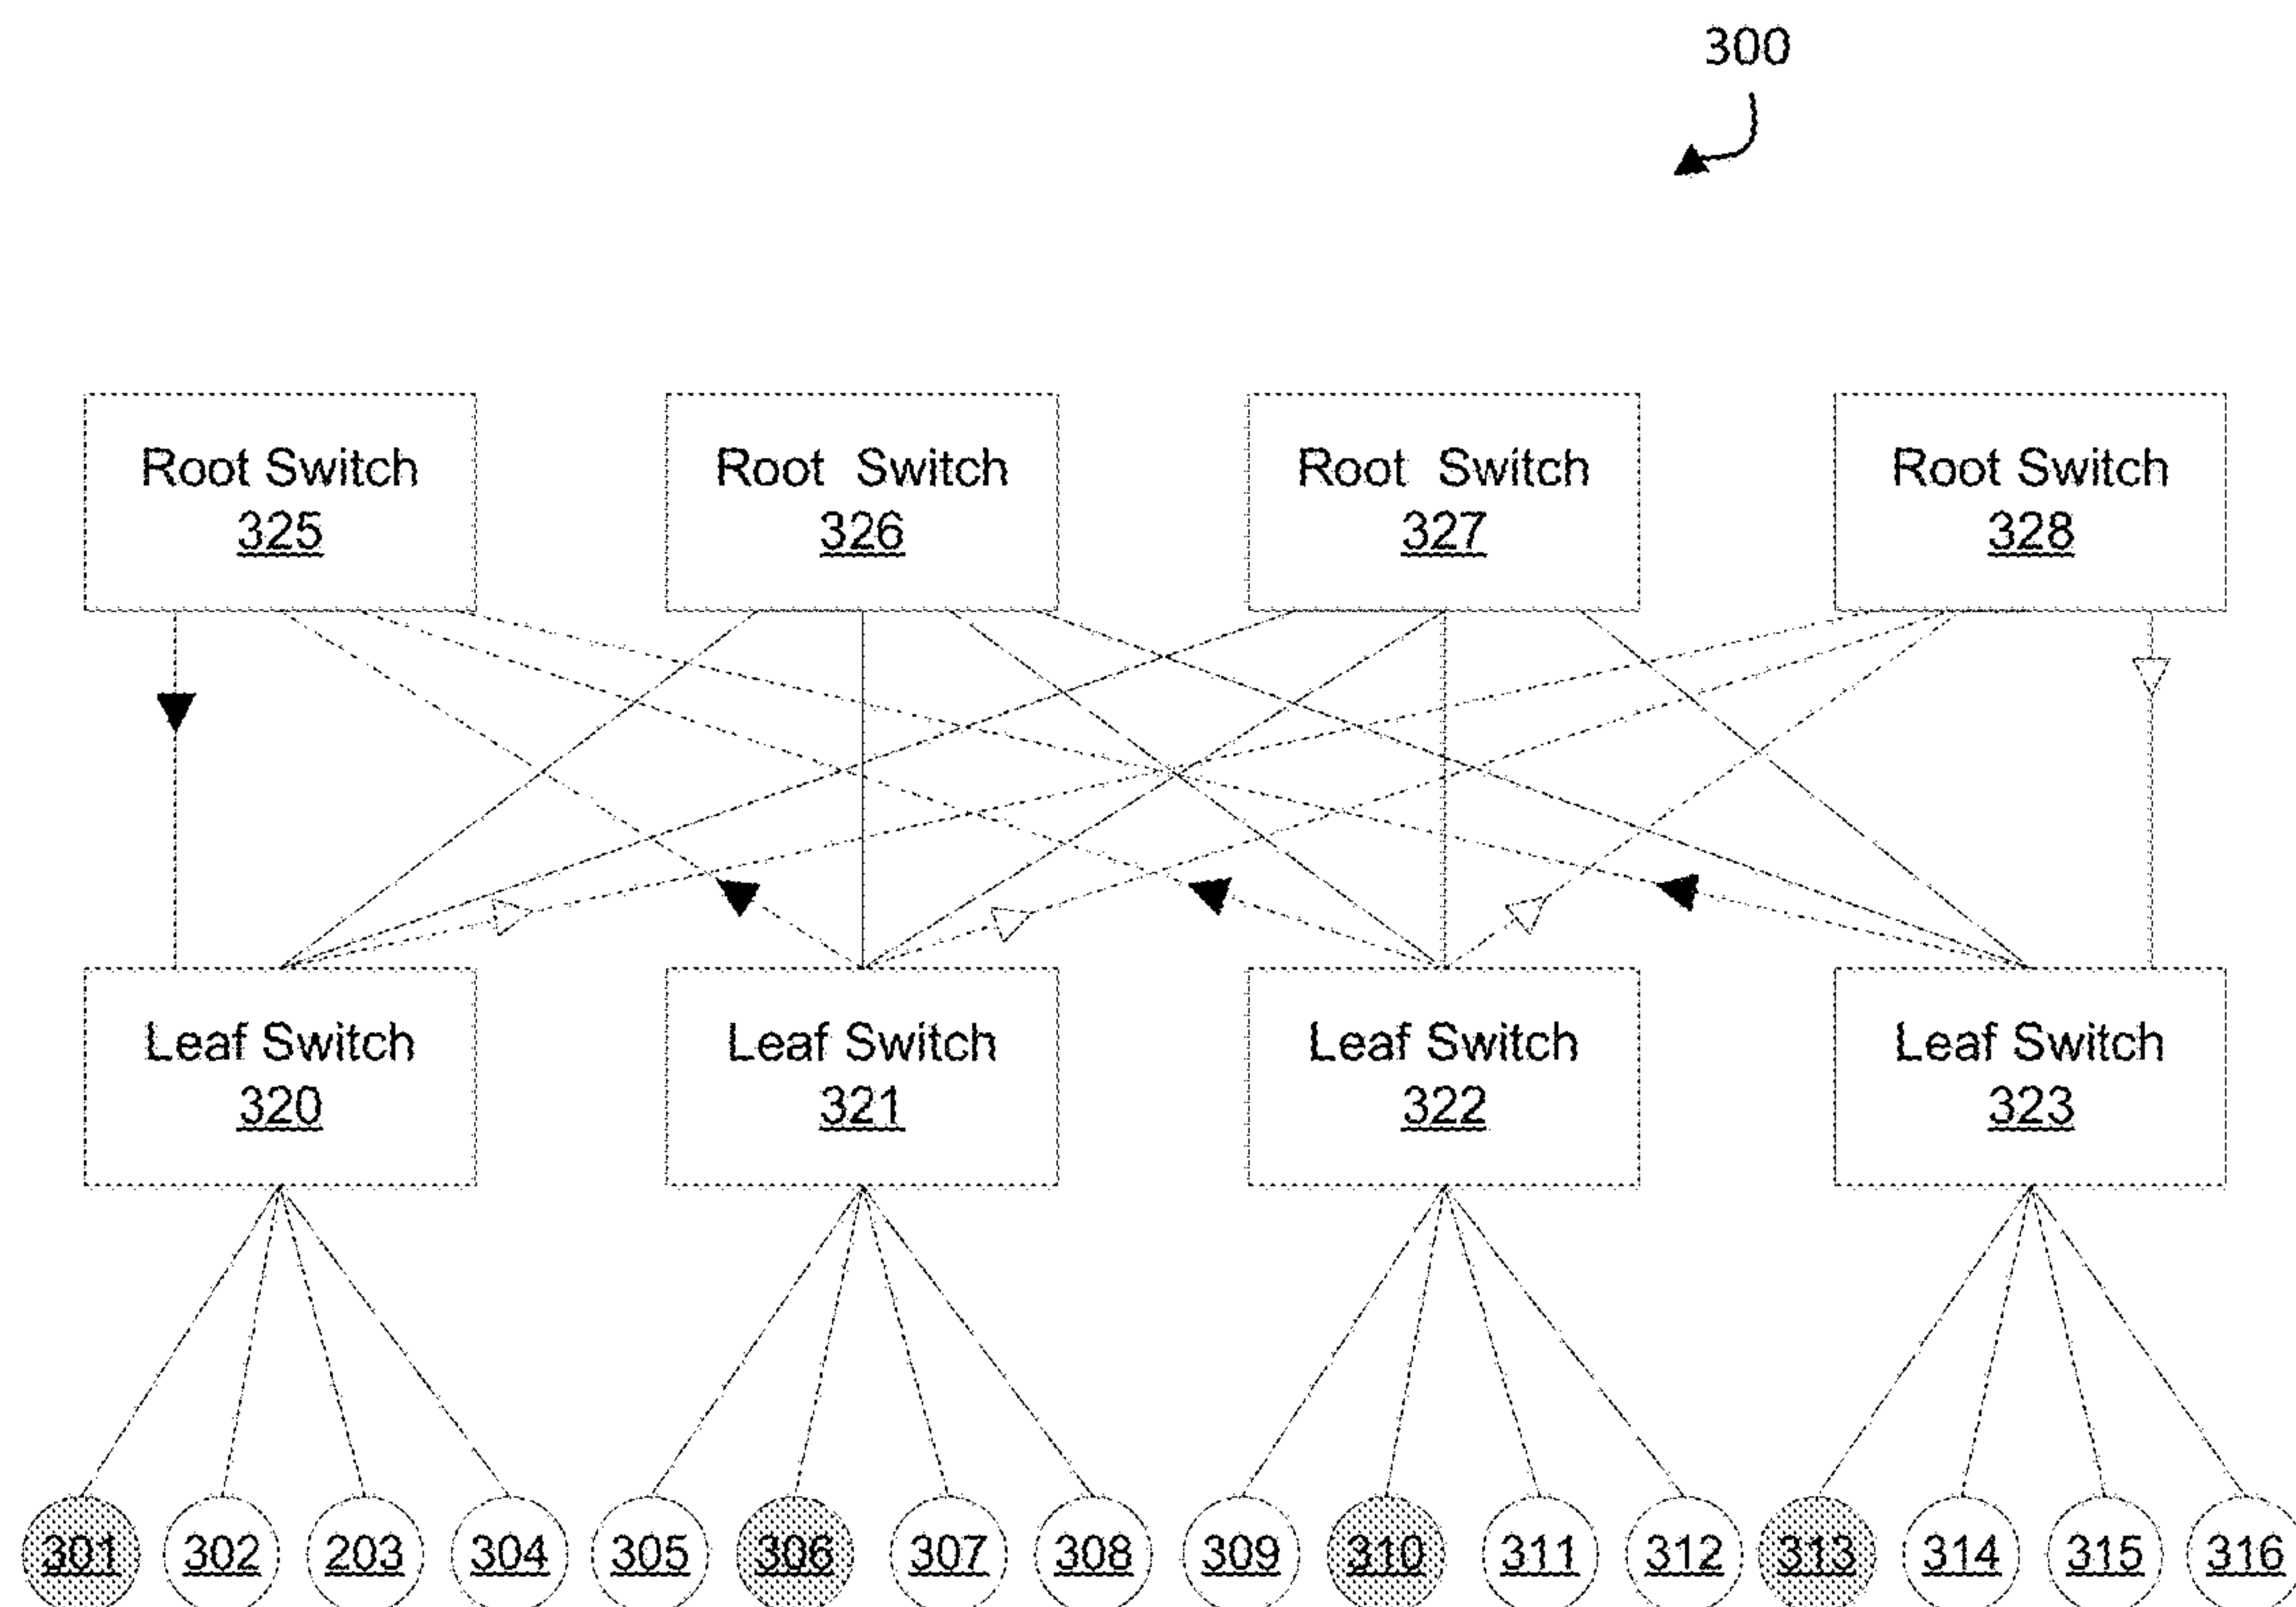 300
Root Switch
325
Root Switch
326
Root Switch
327
Root Switch
328
Leaf Switch
320
Leaf Switch
321
Leaf Switch
322
Leaf Switch
323
301 302 203 304 305 306 307 308 309 310 311 312 313 314 315 316